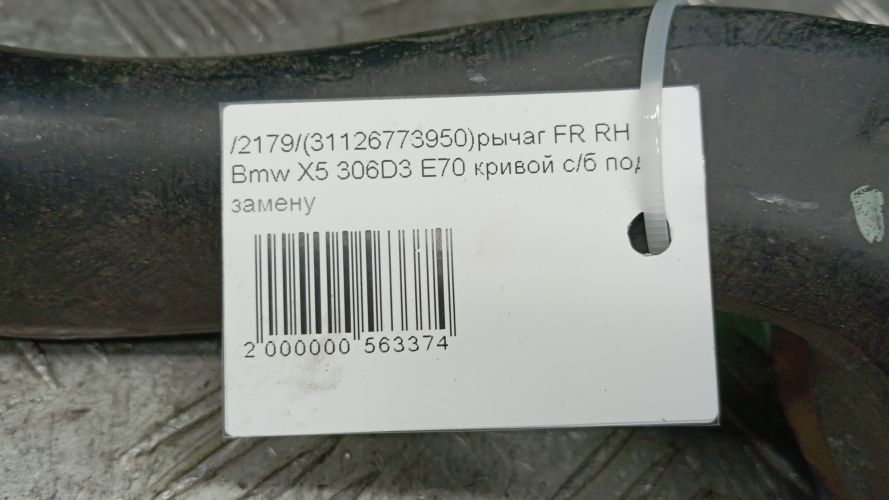 /2179/(31126773950)рычаг FR RH
Bmw X5 306D3 E70 кривой с/б под
замену
2 000000 563374